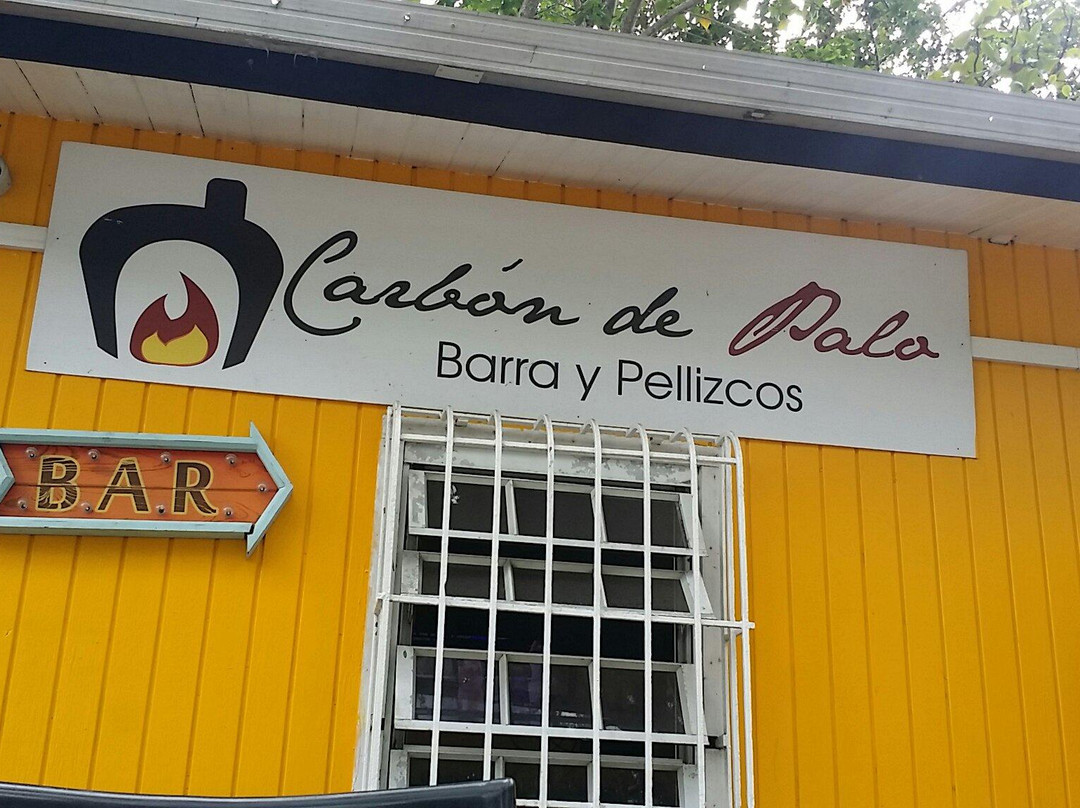 Carbón de Palo
Barra y Pellizcos
BAR